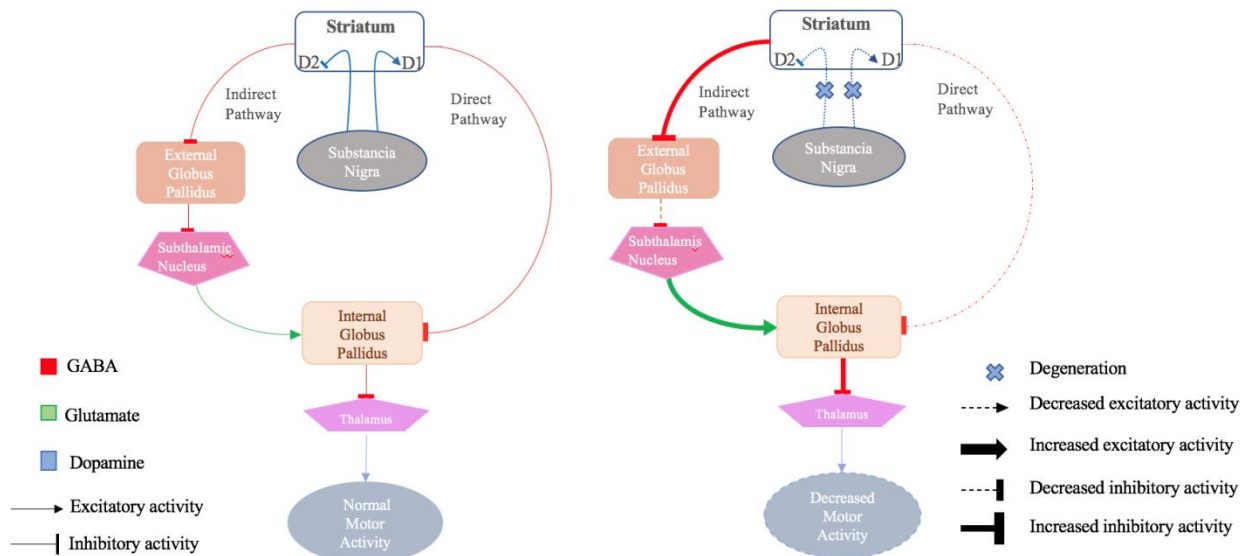 Striatum
D2
D1
Indirect
Pathway
Direct
Pathway
External
Globus
Pallidus
Substancia
Nigra
Subthalamic
Nucleus
Internal
Globus
Pallidus
Thalamus
Normal
Motor
Activity
GABA
Glutamate
Dopamine
Excitatory activity
Inhibitory activity
Striatum
D2
D1
Indirect
Pathway
Direct
Pathway
External
Globus
Pallidus
Substancia
Nigra
Subthalamis
Nucleus
Internal
Globus
Pallidus
Thalamus
Decreased
Motor
Activity
Degeneration
Decreased excitatory activity
Increased excitatory activity
Decreased inhibitory activity
Increased inhibitory activity